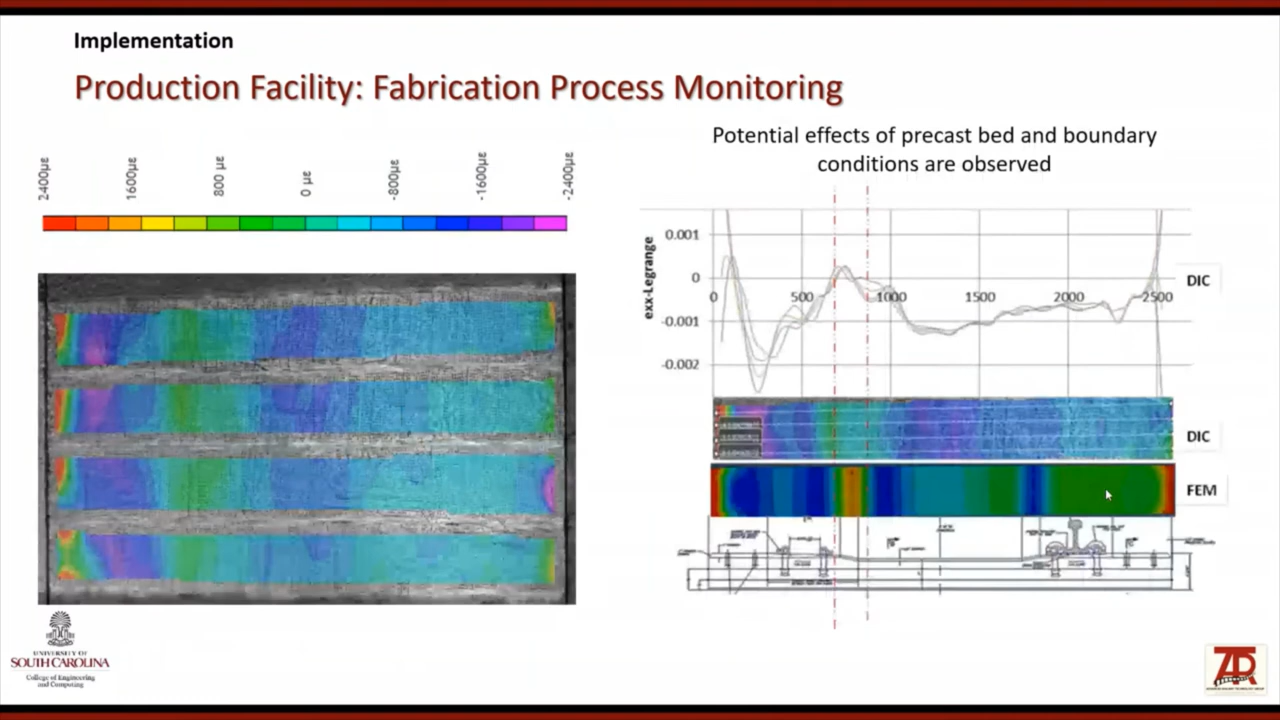 Implementation
Production Facility: Fabrication Process Monitoring
2400µε
1600µε
800 µε
0 µε
-800µε
-1600µε
-2400µε
Potential effects of precast bed and boundary
conditions are observed
exx-Legrange
0.001
0
-0.001
-0.002
0
500
1000
1500
2000
2500
DIC
DIC
FEM
UNIVERSITY OF
SOUTH CAROLINA
College of Engineering
and Computing